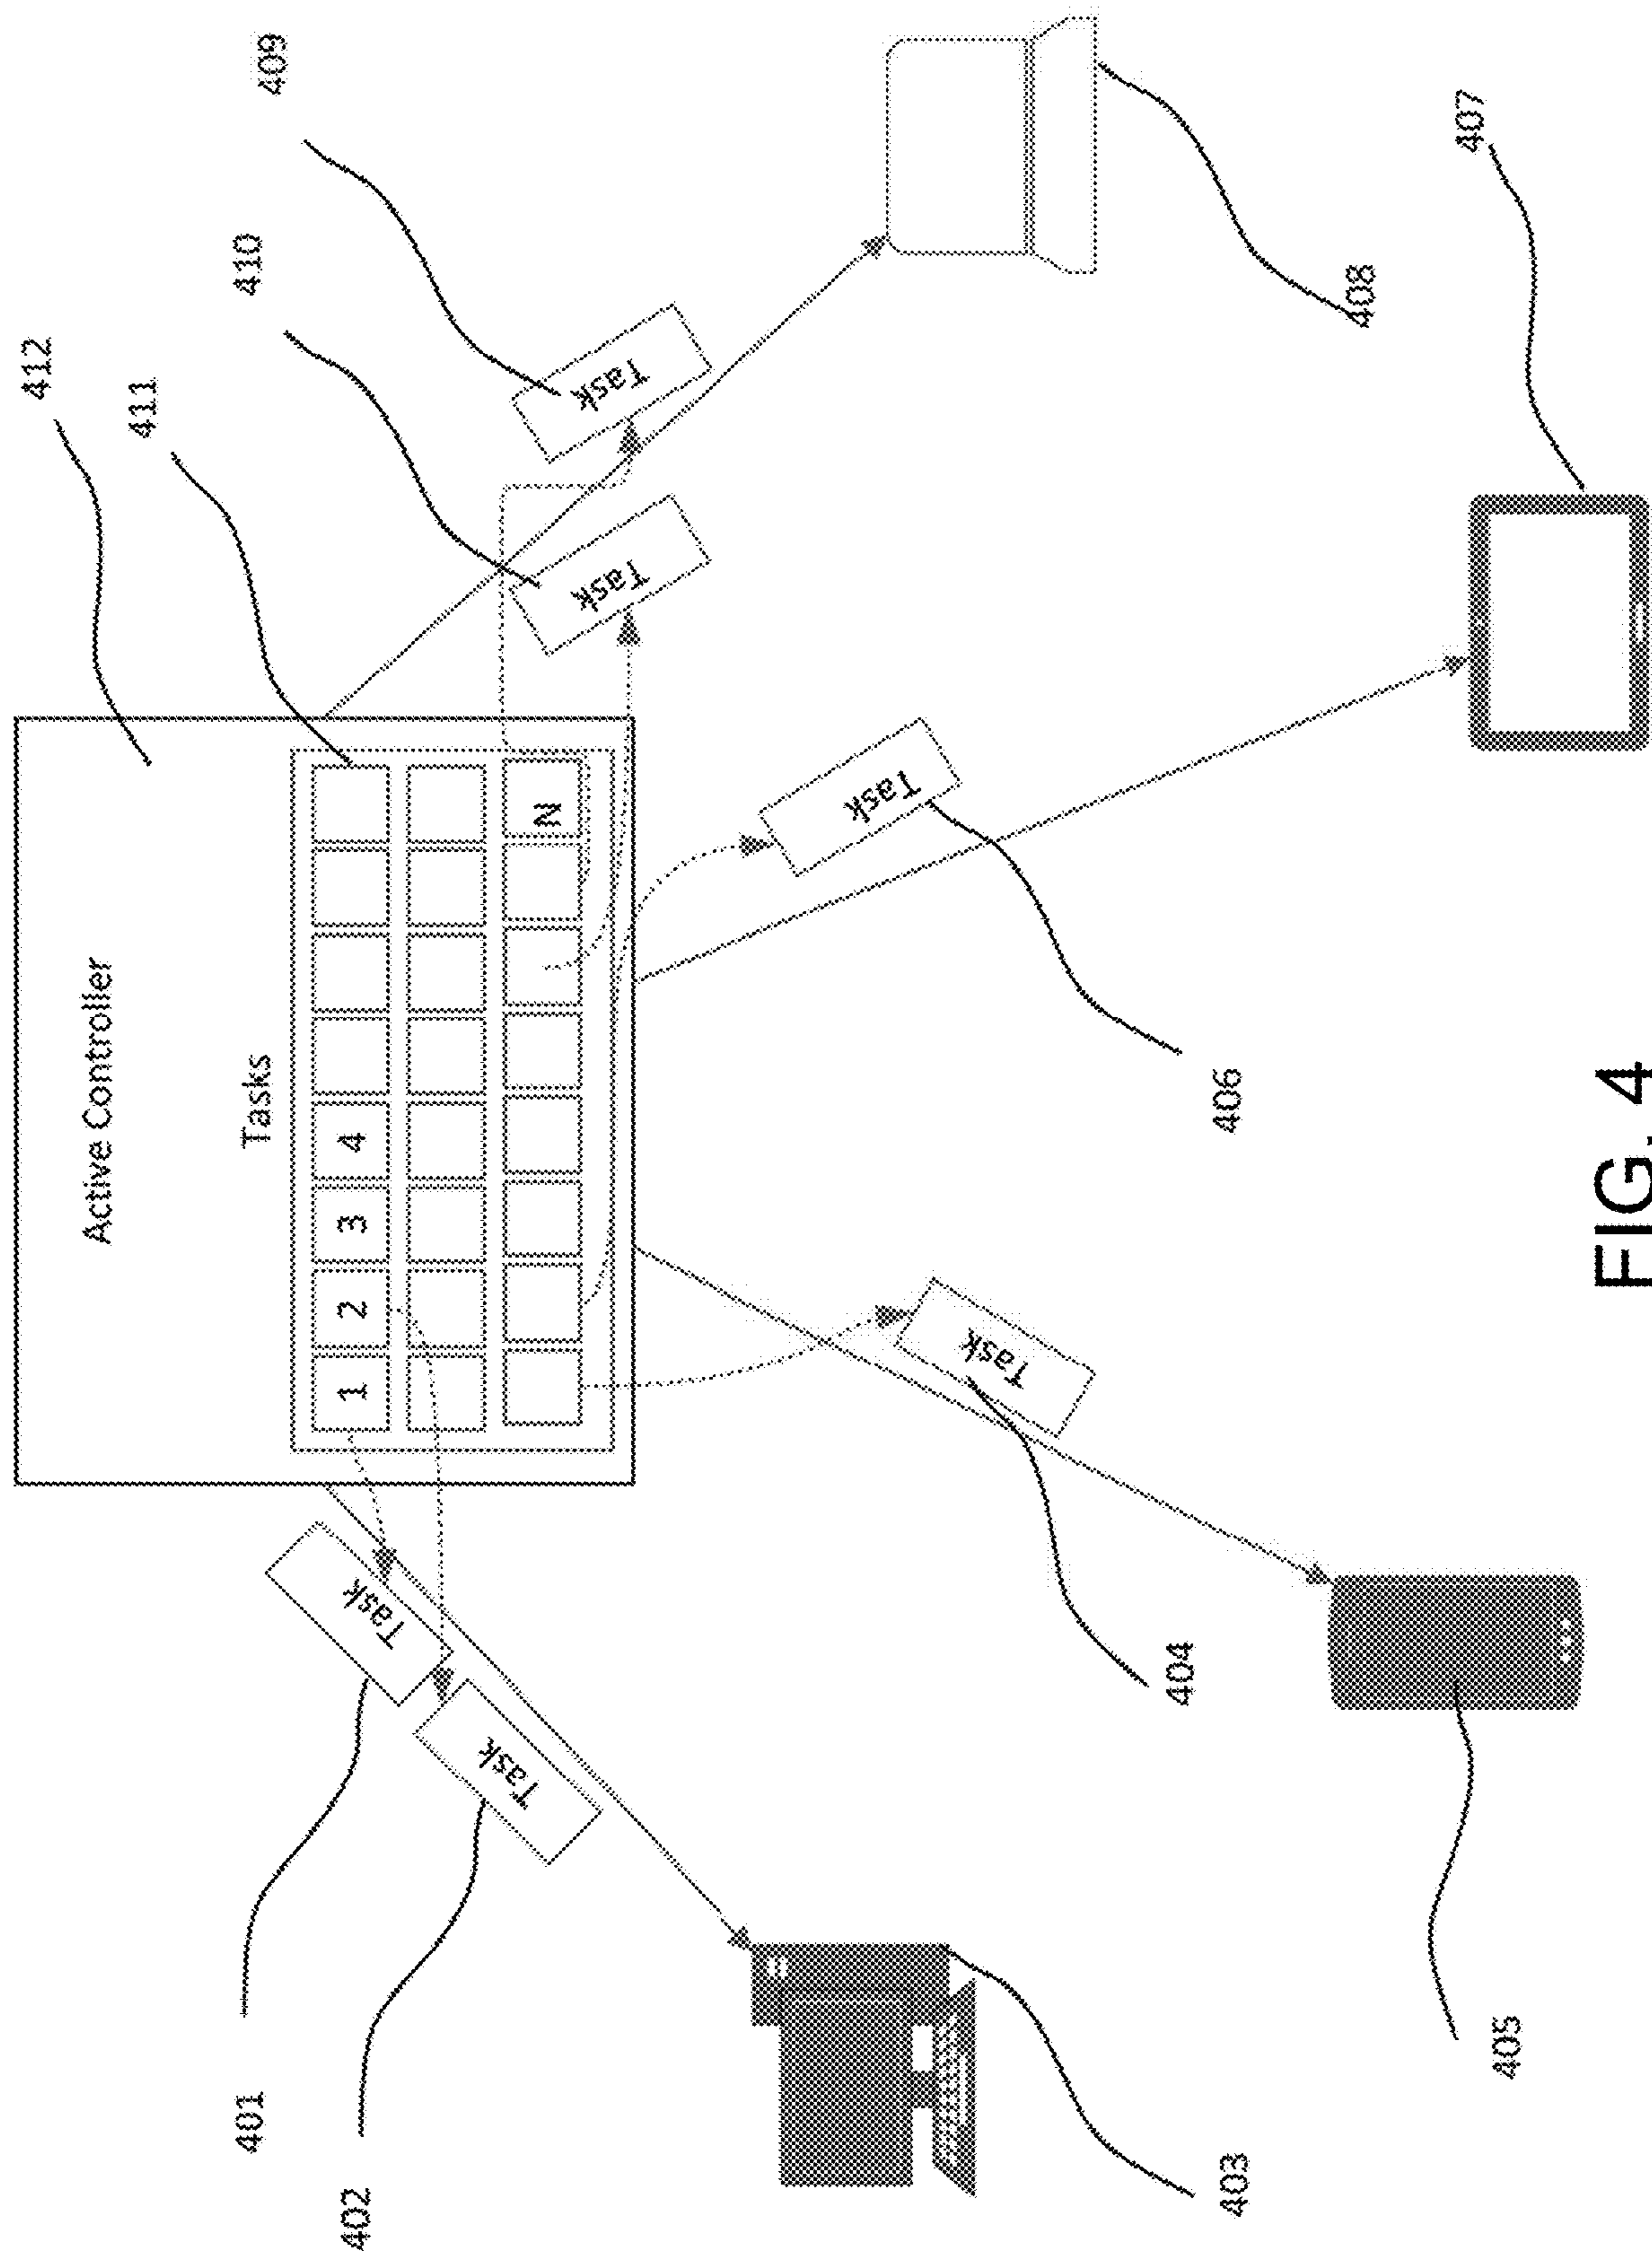 Active Controller
412
411
Tasks
1 2 3 4
N
410
409
401
Task
402
Task
Task
Task
Task
406
Task
404
403
405
408
407
FIG. 4